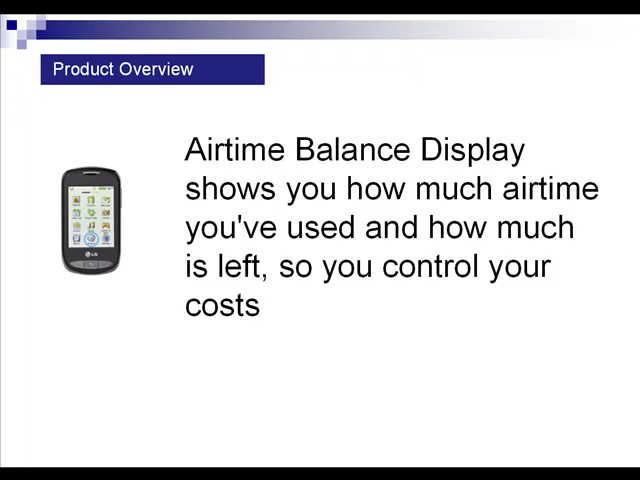 Product Overview
Airtime Balance Display
shows you how much airtime
you've used and how much
is left, so you control your
costs
LG